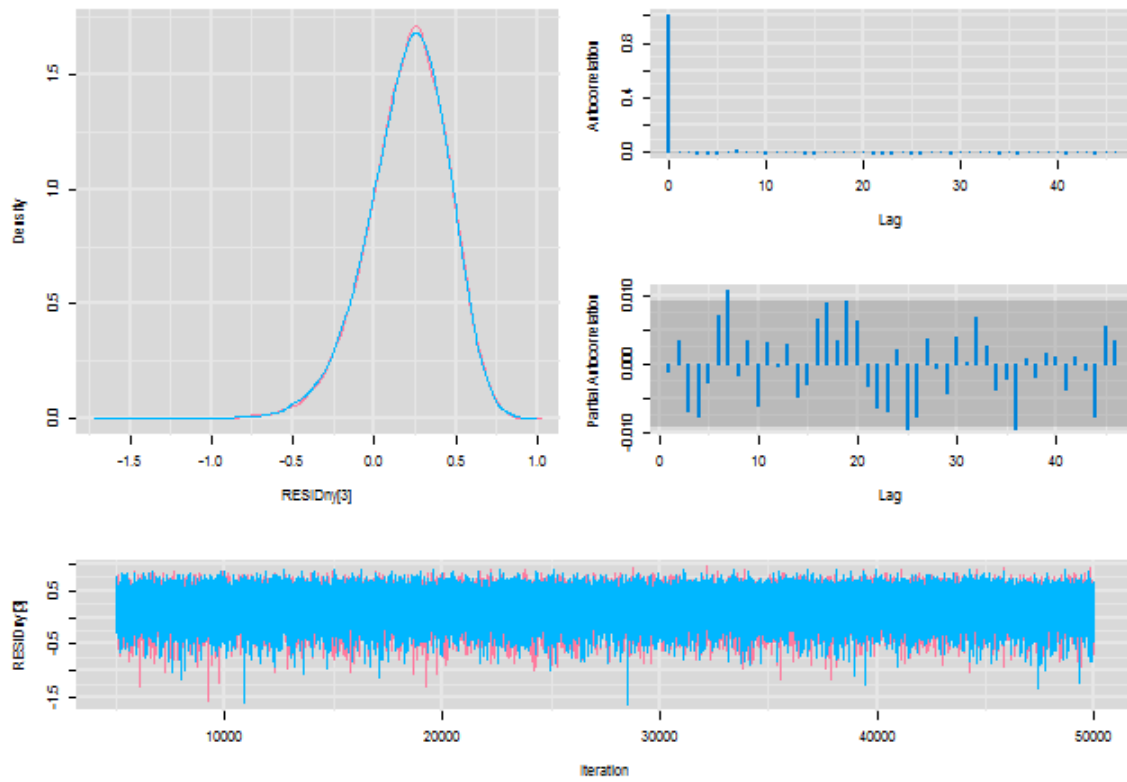 Density
1.5
1.0
0.5
0.0
−1.5 −1.0 −0.5 0.0 0.5 1.0
RESIDny[3]
Autocorrelation
0.8
0.4
0.0
0 10 20 30 40
Lag
Partial Autocorrelation
0.010
0.000
−0.010
0 10 20 30 40
Lag
RESIDny[3]
0.5
−0.5
−1.5
10000 20000 30000 40000 50000
Iteration